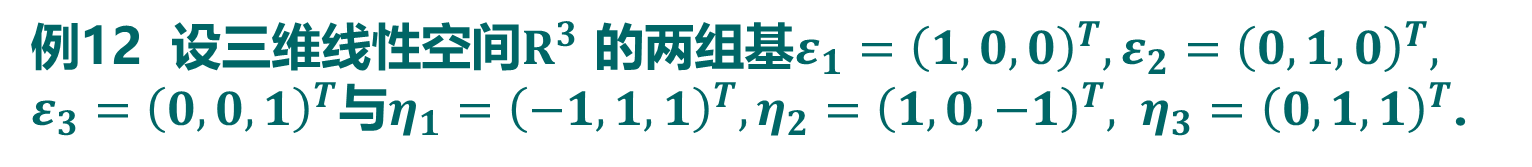 例12 设三维线性空间R³ 的两组基ε₁ = (1, 0, 0)ᵀ, ε₂ = (0, 1, 0)ᵀ,
ε₃ = (0, 0, 1)ᵀ与η₁ = (−1, 1, 1)ᵀ, η₂ = (1, 0, −1)ᵀ, η₃ = (0, 1, 1)ᵀ.